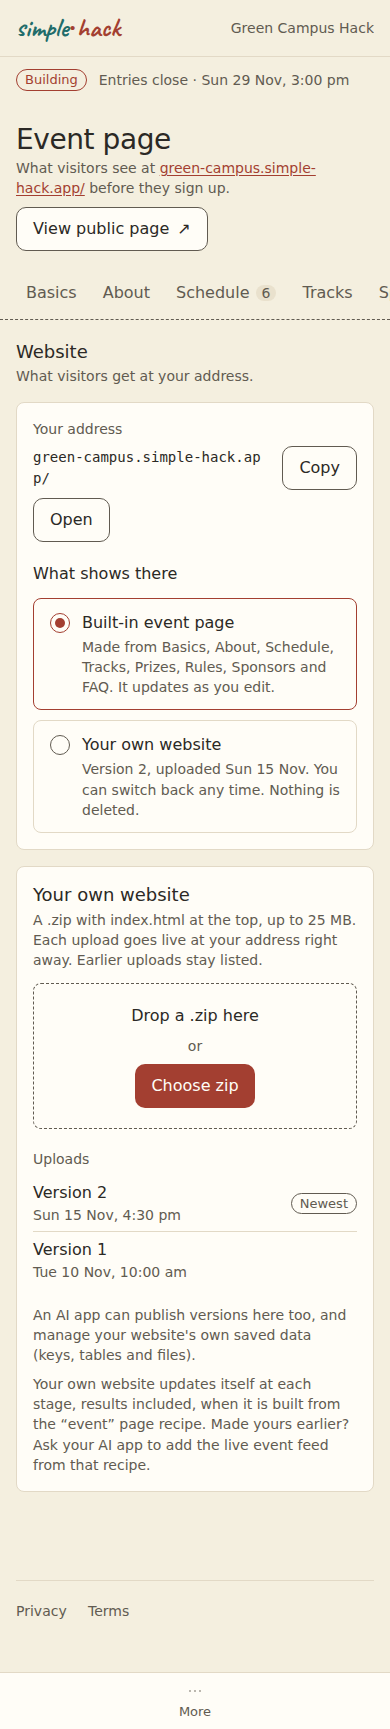 simple·hack
Green Campus Hack
Building
Entries close · Sun 29 Nov, 3:00 pm
Event page
What visitors see at green-campus.simple-
hack.app/ before they sign up.
View public page ↗
Basics About Schedule 6 Tracks S
Website
What visitors get at your address.
Your address
green-campus.simple-hack.ap
p/
Copy
Open
What shows there
Built-in event page
Made from Basics, About, Schedule,
Tracks, Prizes, Rules, Sponsors and
FAQ. It updates as you edit.
Your own website
Version 2, uploaded Sun 15 Nov. You
can switch back any time. Nothing is
deleted.
Your own website
A .zip with index.html at the top, up to 25 MB.
Each upload goes live at your address right
away. Earlier uploads stay listed.
Drop a .zip here
or
Choose zip
Uploads
Version 2
Sun 15 Nov, 4:30 pm
Newest
Version 1
Tue 10 Nov, 10:00 am
An AI app can publish versions here too, and
manage your website's own saved data
(keys, tables and files).
Your own website updates itself at each
stage, results included, when it is built from
the “event” page recipe. Made yours earlier?
Ask your AI app to add the live event feed
from that recipe.
Privacy Terms
...
More